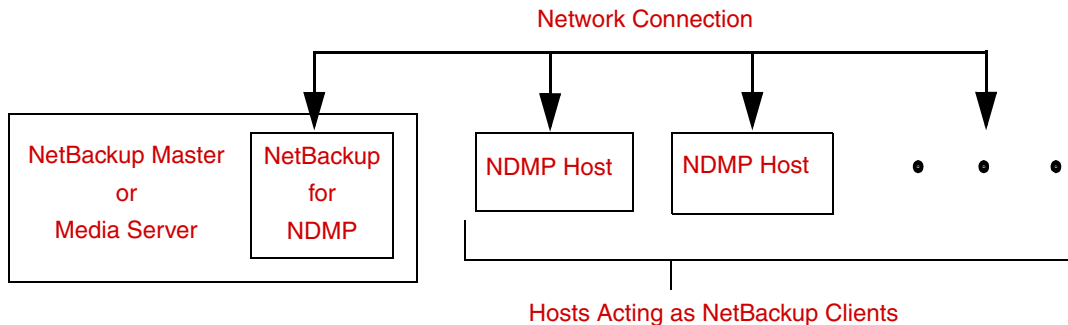 Network Connection
NetBackup Master
or
Media Server
NetBackup
for
NDMP
NDMP Host
NDMP Host
Hosts Acting as NetBackup Clients